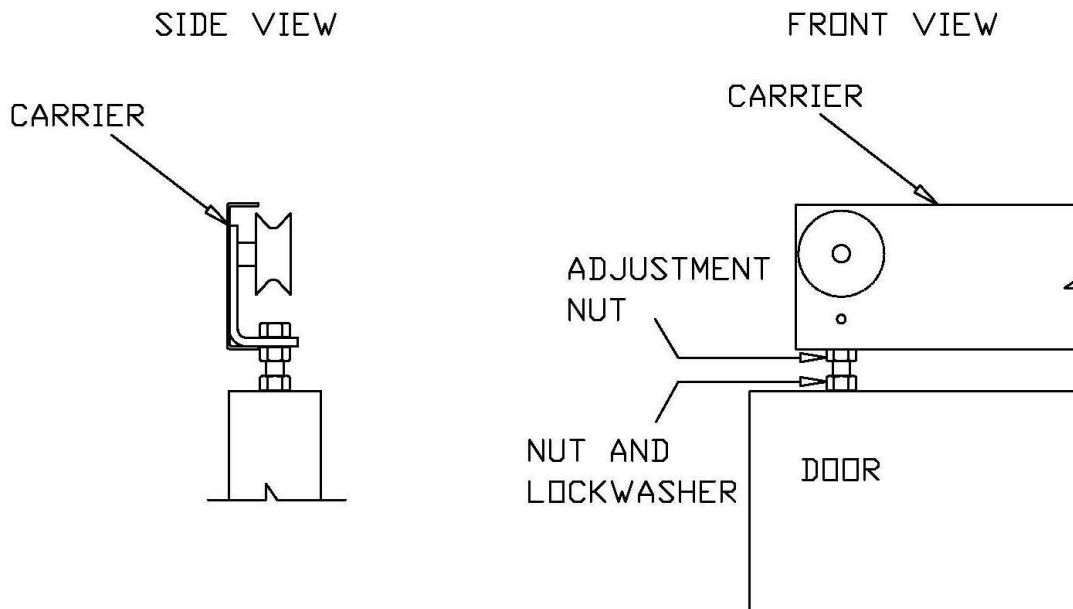 SIDE VIEW
FRONT VIEW
CARRIER
CARRIER
ADJUSTMENT
NUT
NUT AND
LOCKWASHER
DOOR